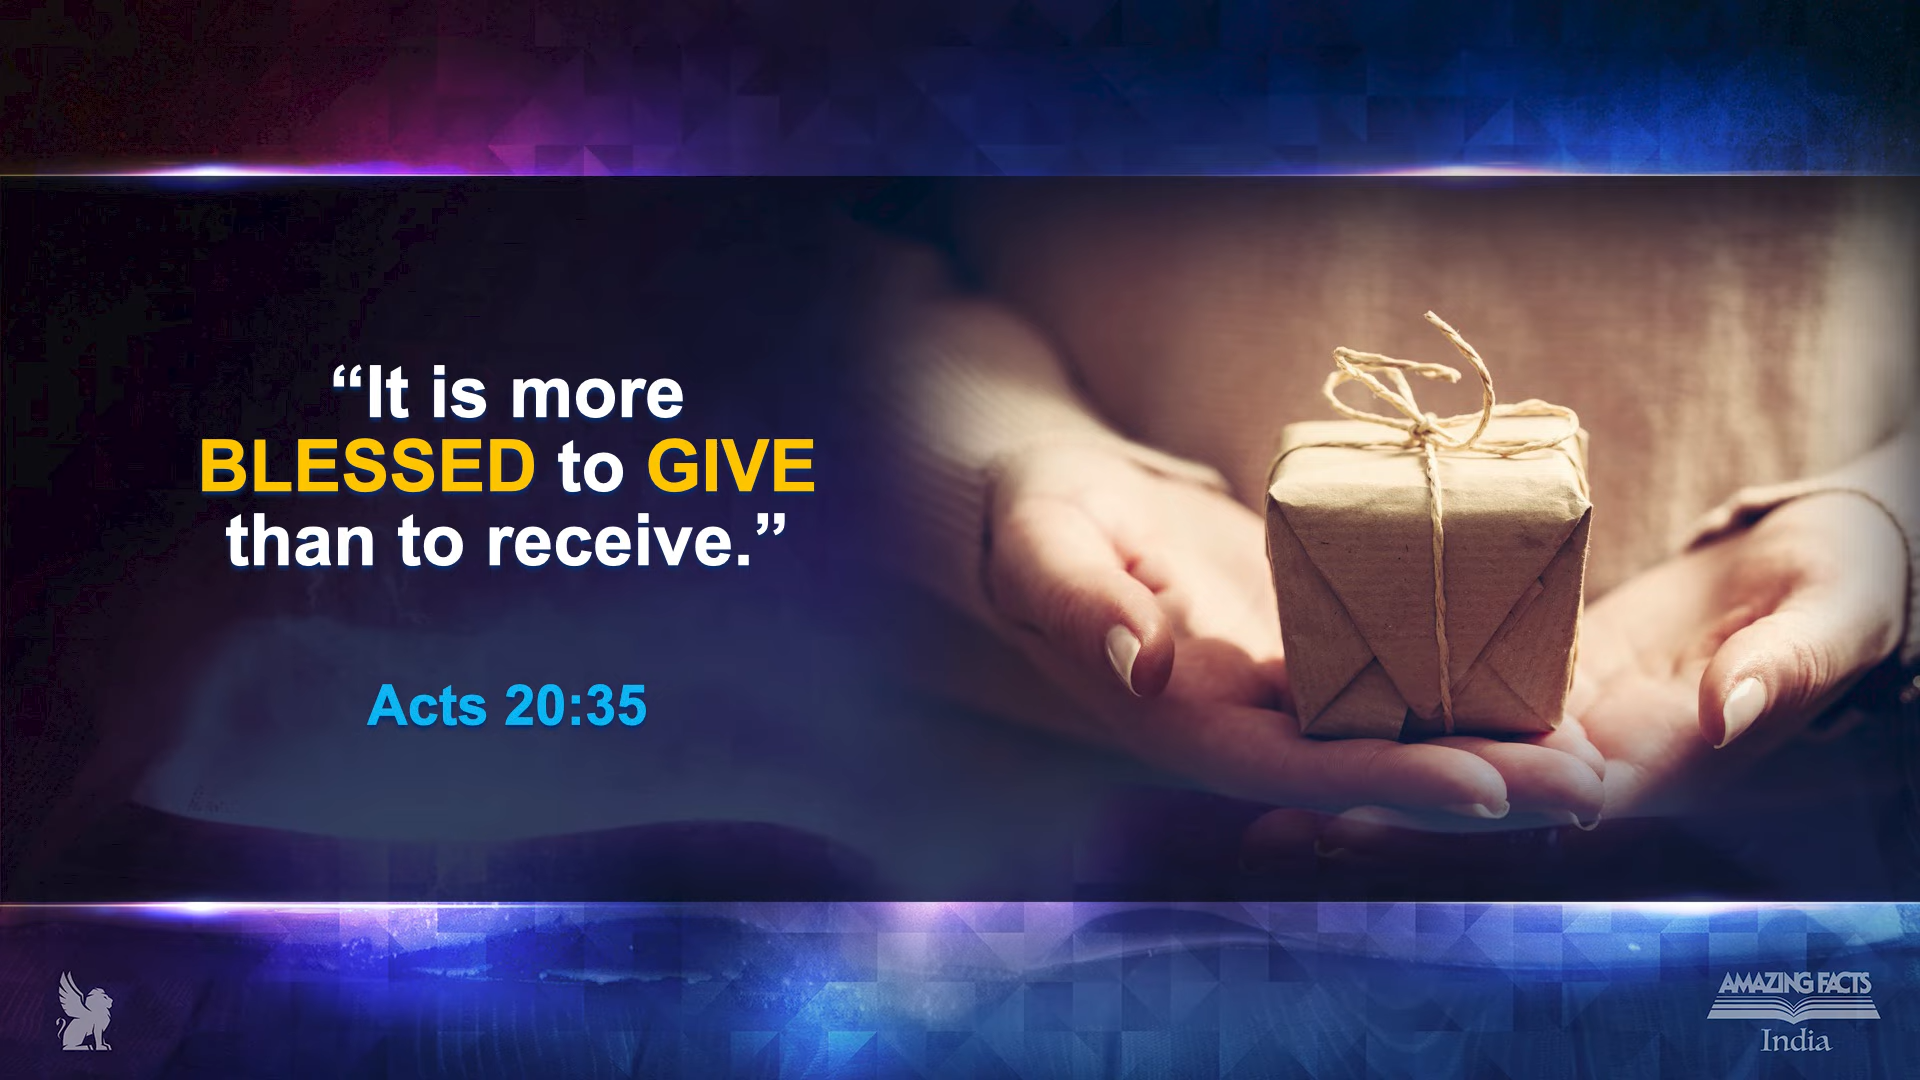 “It is more
BLESSED to GIVE
than to receive.”
Acts 20:35
AMAZING FACTS
India